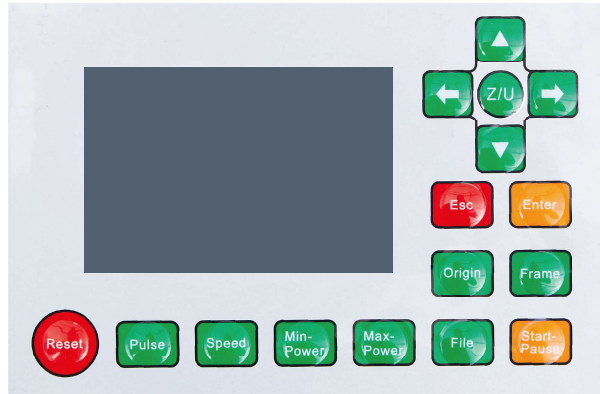 Z/U
Esc
Enter
Origin
Frame
Reset
Pulse
Speed
Min-
Power
Max-
Power
File
Start-
Pause